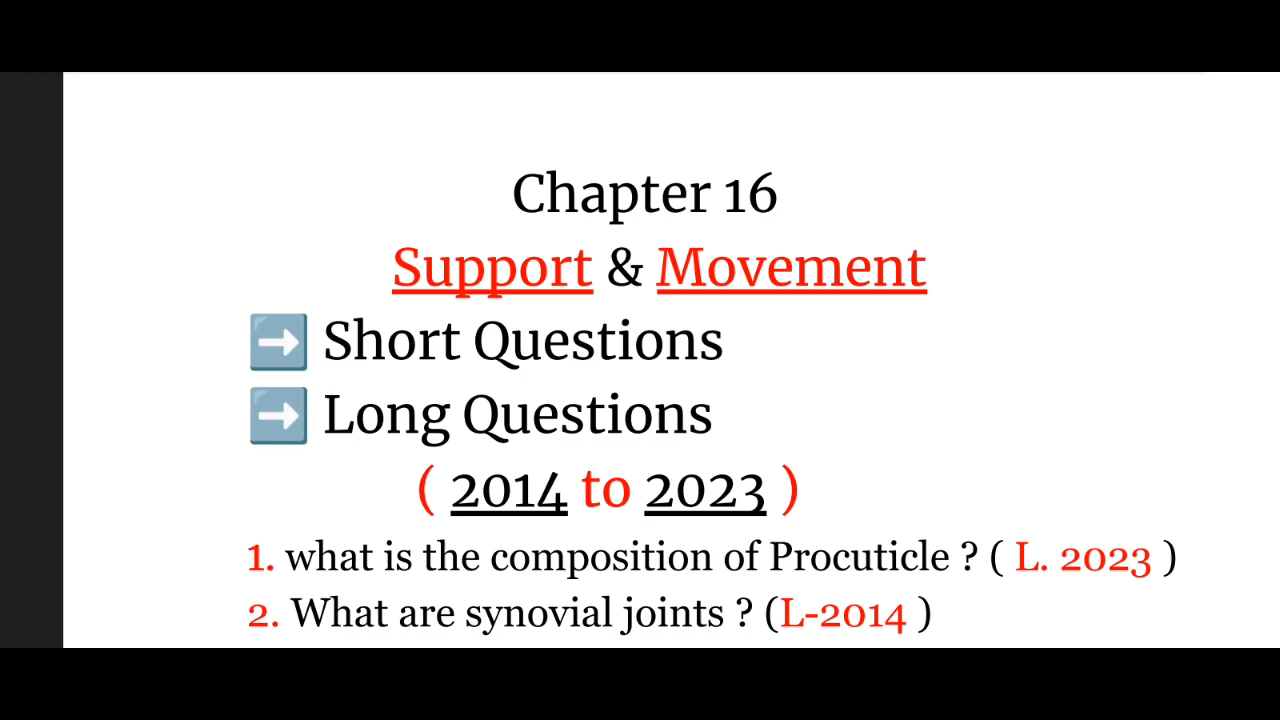 Chapter 16
Support & Movement
➡️ Short Questions
➡️ Long Questions
( 2014 to 2023 )
1. what is the composition of Procuticle ? ( L. 2023 )
2. What are synovial joints ? (L-2014 )